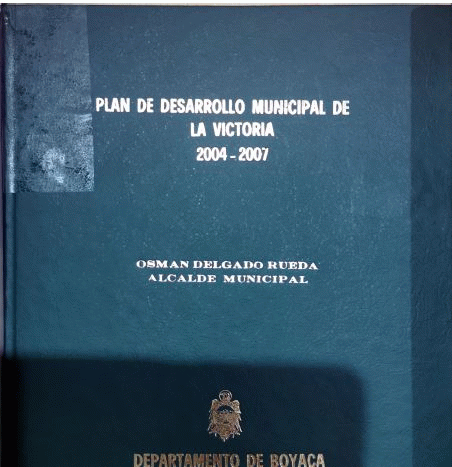 PLAN DE DESARROLLO MUNICIPAL DE
LA VICTORIA
2004 - 2007
OSMAN DELGADO RUEDA
ALCALDE MUNICIPAL
DEPARTAMENTO DE BOYACA